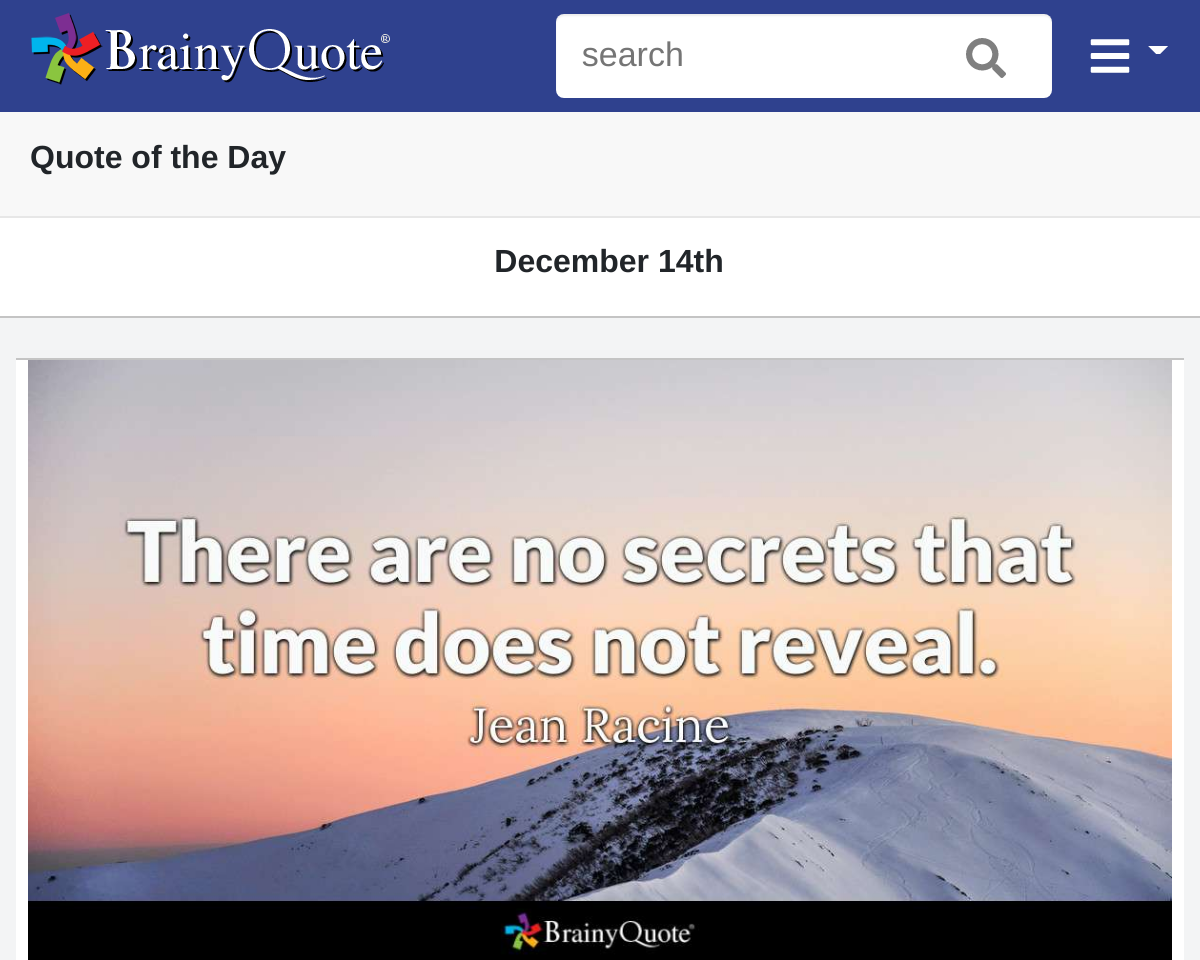 BrainyQuote®
search
Quote of the Day
December 14th
There are no secrets that
time does not reveal.
Jean Racine
BrainyQuote®